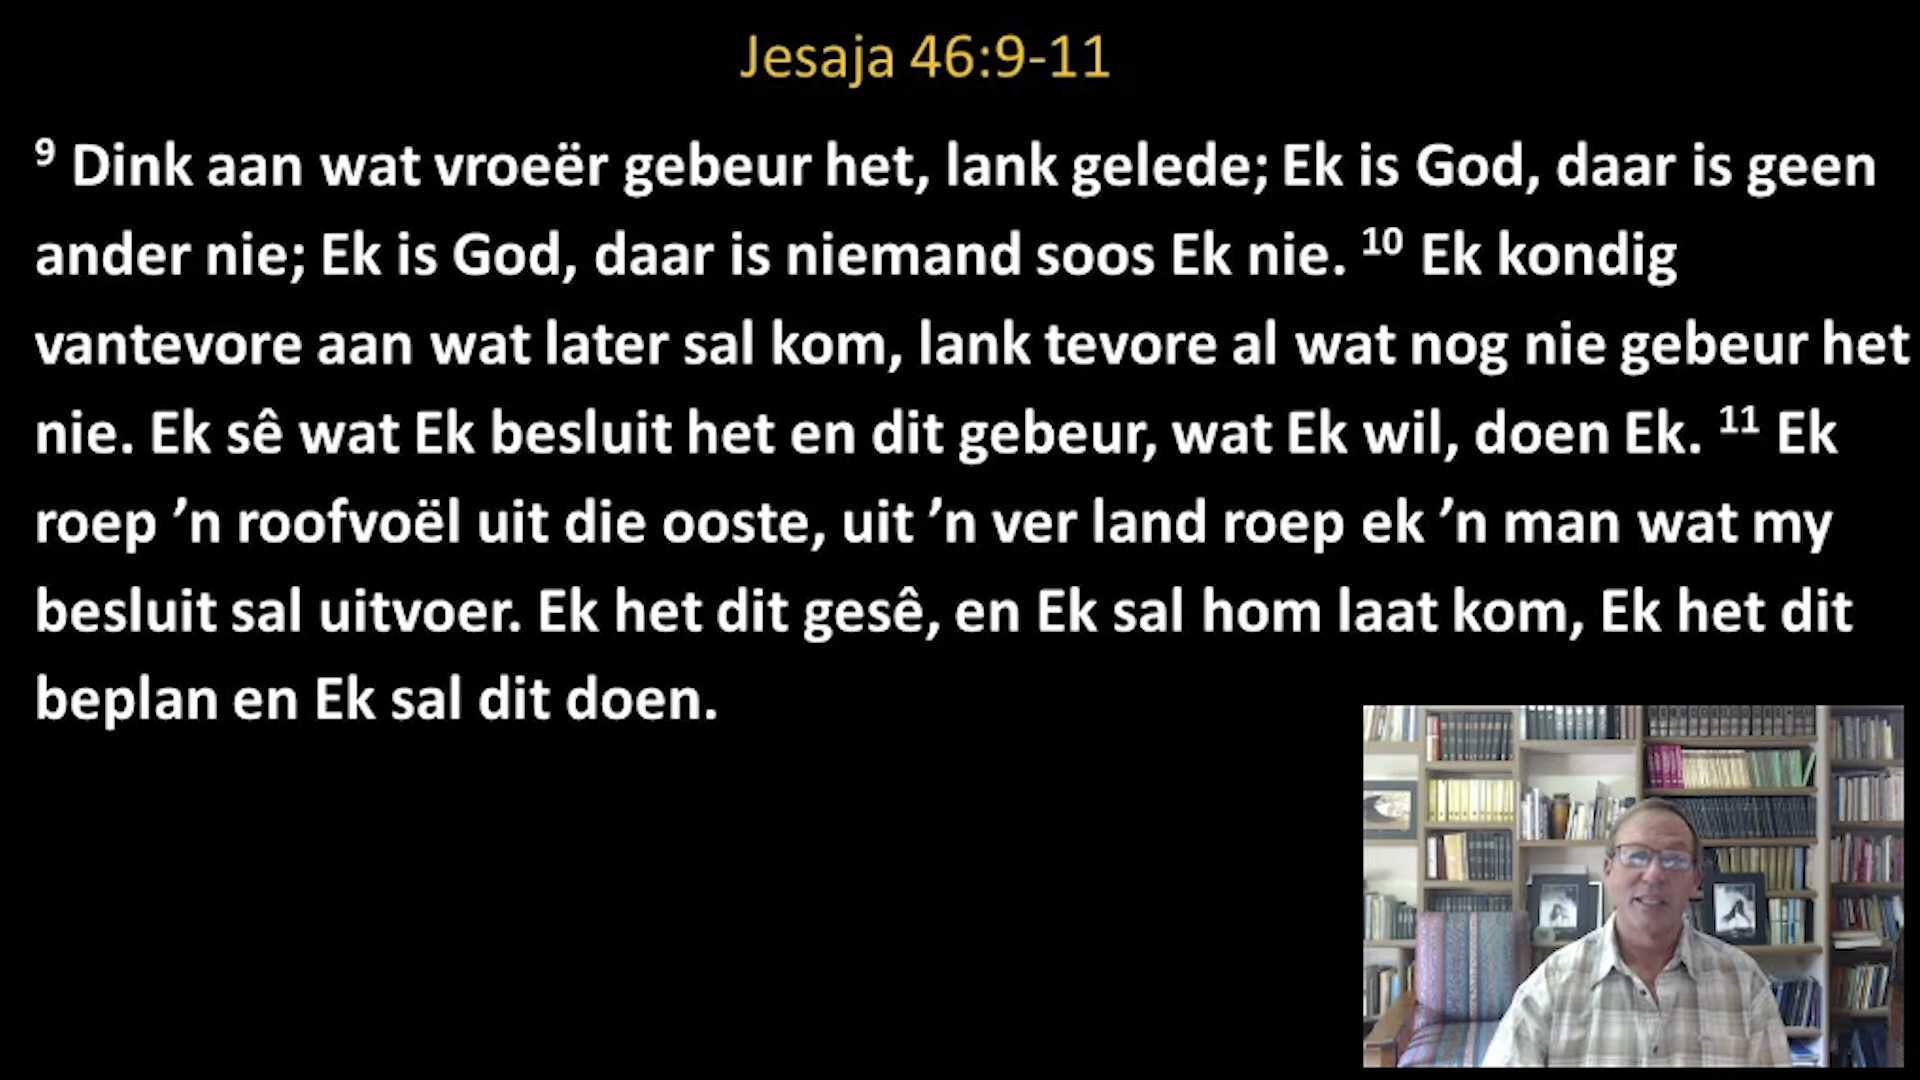 Jesaja 46:9-11
9 Dink aan wat vroeër gebeur het, lank gelede; Ek is God, daar is geen
ander nie; Ek is God, daar is niemand soos Ek nie. 10 Ek kondig
vantevore aan wat later sal kom, lank tevore al wat nog nie gebeur het
nie. Ek sê wat Ek besluit het en dit gebeur, wat Ek wil, doen Ek. 11 Ek
roep ’n roofvoël uit die ooste, uit ’n ver land roep ek ’n man wat my
besluit sal uitvoer. Ek het dit gesê, en Ek sal hom laat kom, Ek het dit
beplan en Ek sal dit doen.